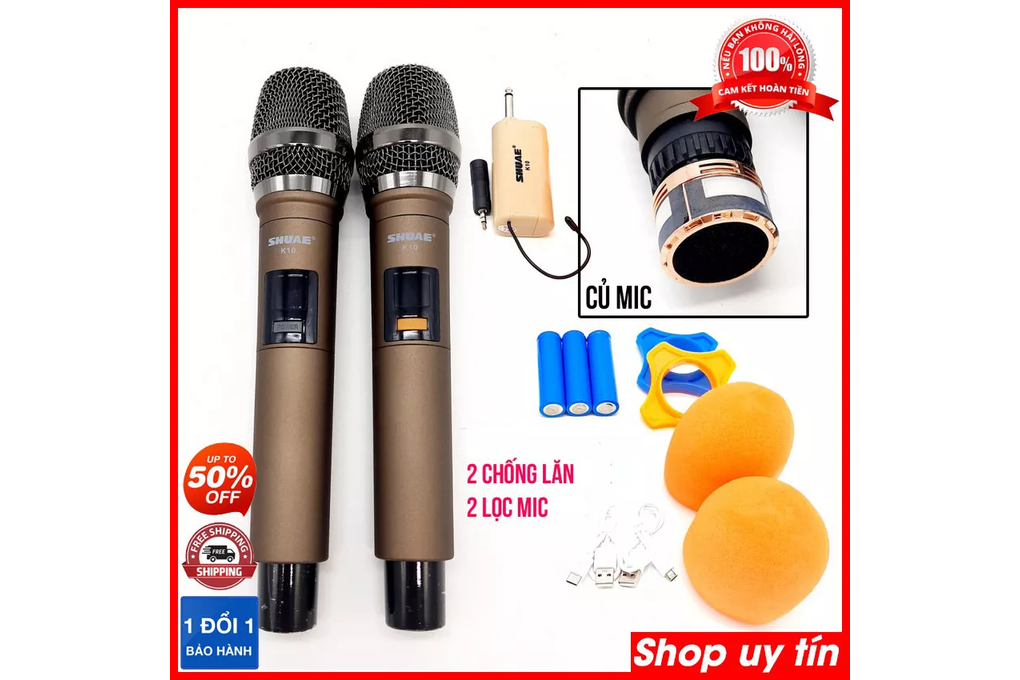 NẾU BẠN KHÔNG HÀI LÒNG
100%
CAM KẾT HOÀN TIỀN
SHUAE®
K10
SHUAE®
K10
SHUAE®
K10
CỦ MIC
2 CHỐNG LĂN
2 LỌC MIC
UP TO
50%
OFF
FREE SHIPPING
FREE
SHIPPING
1 ĐỔI 1
BẢO HÀNH
Shop uy tín